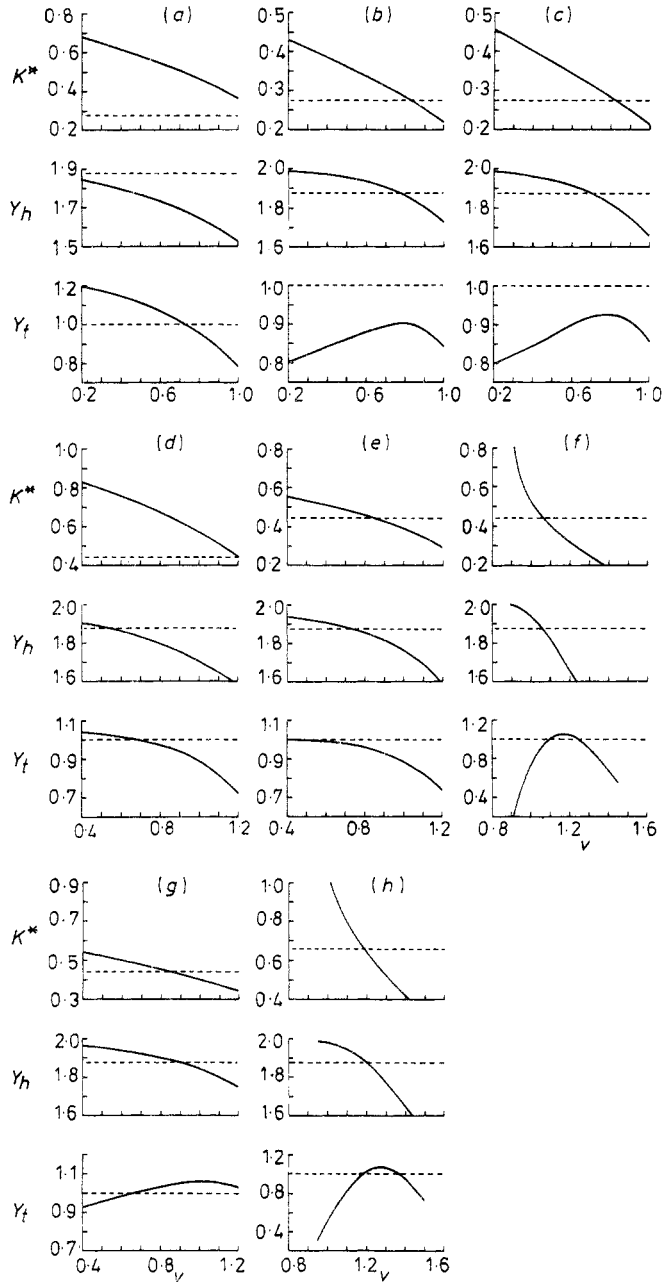 (a) (b) (c)
K* 0·8 0·6 0·4 0·2 0·5 0·4 0·3 0·2 0·5 0·4 0·3 0·2
Y_h 1·9 1·7 1·5 2·0 1·8 1·6 2·0 1·8 1·6
Y_t 1·2 1·0 0·8 1·0 0·9 0·8 1·0 0·9 0·8
0·2 0·6 1·0 0·2 0·6 1·0 0·2 0·6 1·0
(d) (e) (f)
K* 1·0 0·8 0·6 0·4 0·8 0·6 0·4 0·2 0·8 0·6 0·4 0·2
Y_h 2·0 1·8 1·6 2·0 1·8 1·6 2·0 1·8 1·6
Y_t 1·1 0·9 0·7 1·1 0·9 0·7 1·2 0·8 0·4
0·4 0·8 1·2 0·4 0·8 1·2 0·8 1·2 1·6
ν
(g) (h)
K* 0·9 0·7 0·5 0·3 1·0 0·8 0·6 0·4
Y_h 2·0 1·8 1·6 2·0 1·8 1·6
Y_t 1·1 0·9 0·7 1·2 0·8 0·4
0·4 0·8 1·2 0·8 1·2 1·6
ν ν